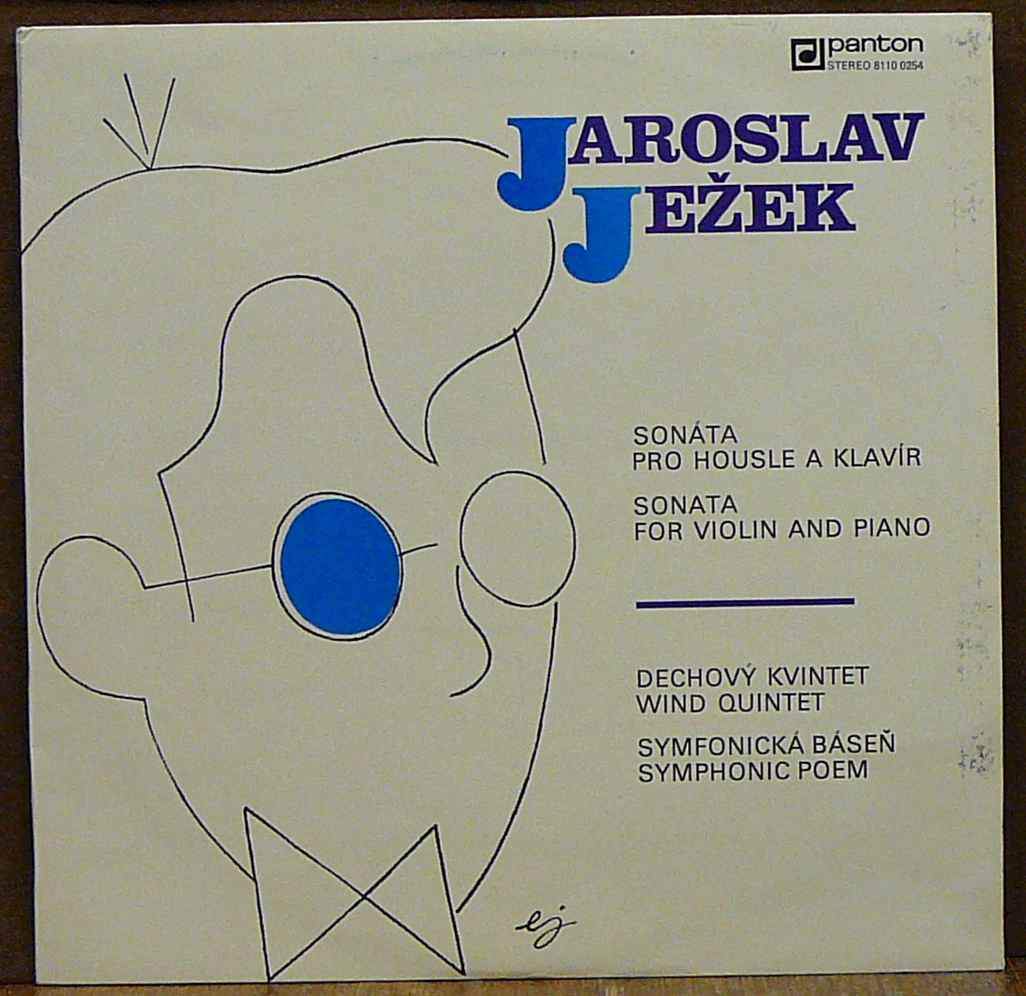 panton
STEREO 8110 0254
JAROSLAV
JEŽEK
SONÁTA
PRO HOUSLE A KLAVÍR
SONATA
FOR VIOLIN AND PIANO
DECHOVÝ KVINTET
WIND QUINTET
SYMFONICKÁ BÁSEŇ
SYMPHONIC POEM
ej